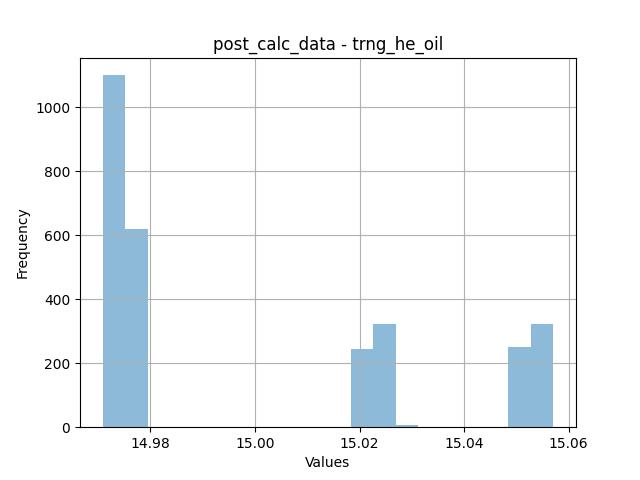 post_calc_data - trng_he_oil
Frequency
1000
800
600
400
200
0
14.98 15.00 15.02 15.04 15.06
Values